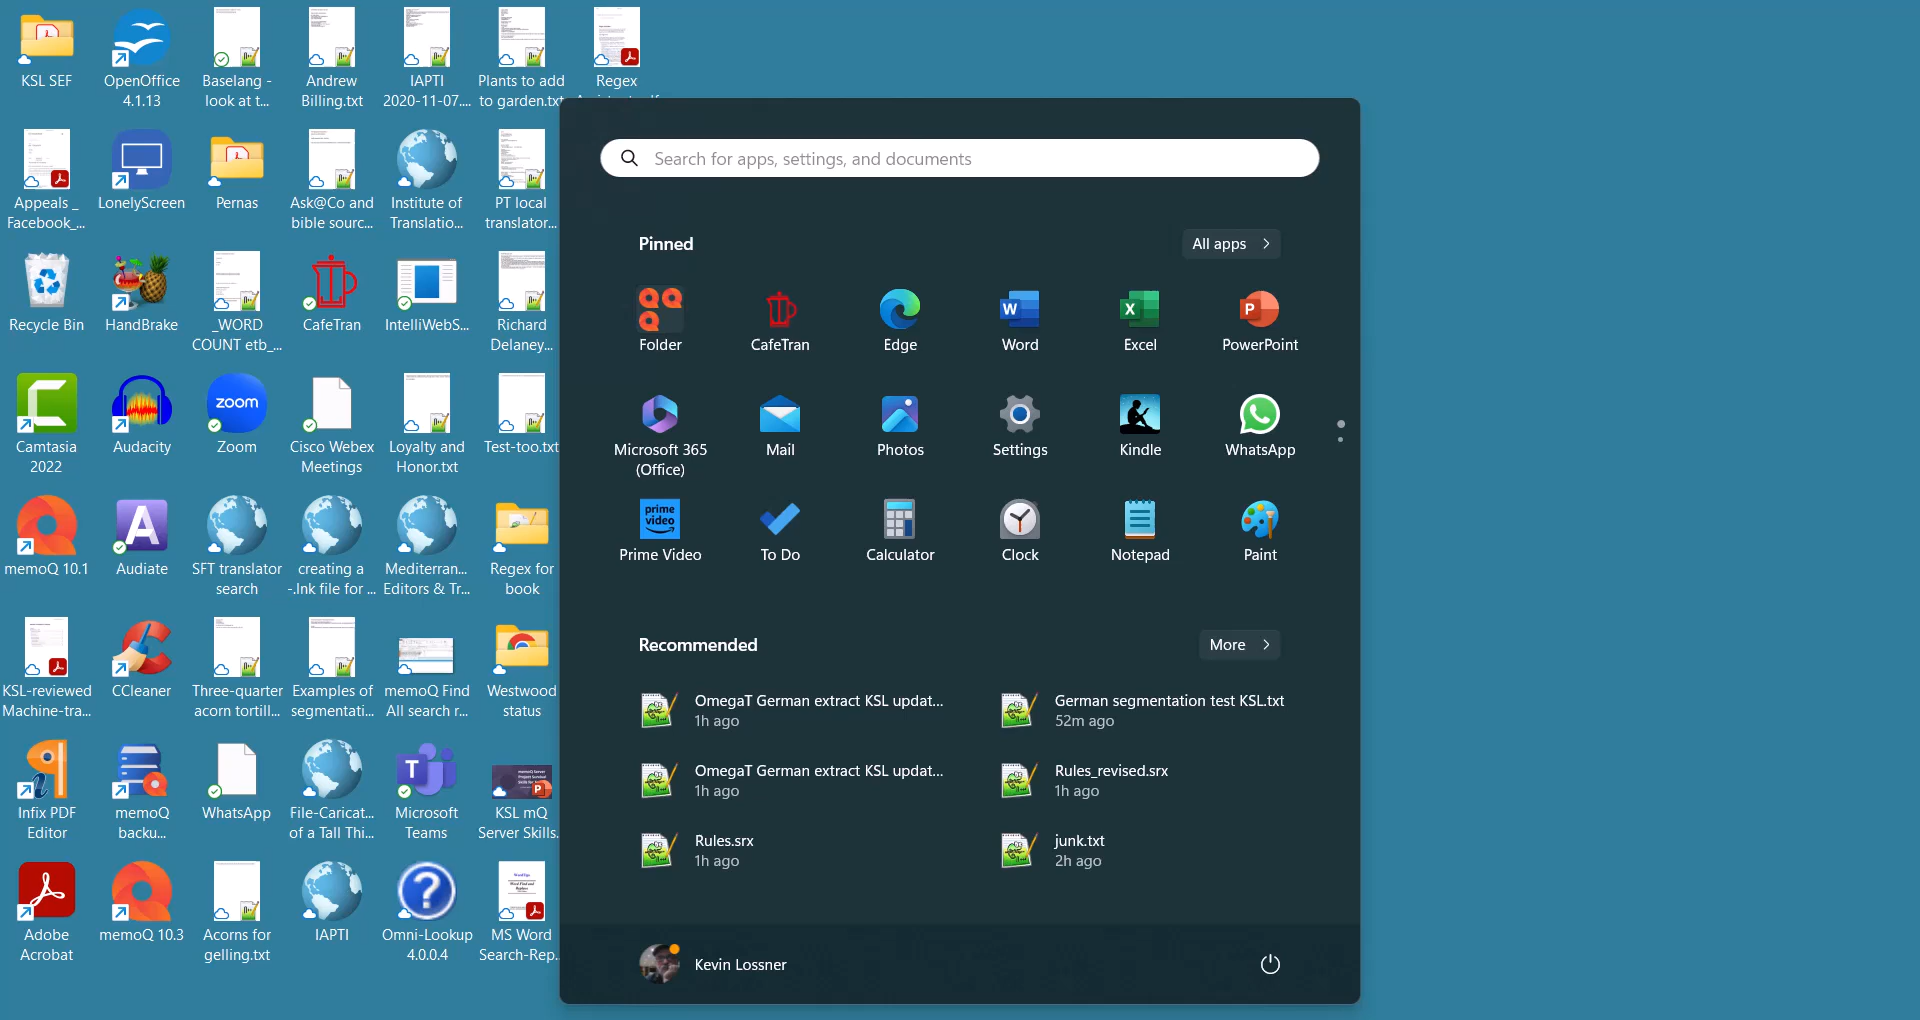 KSL SEF
OpenOffice
4.1.13
Baselang -
look at t...
Andrew
Billing.txt
IAPTI
2020-11-07....
Plants to add
to garden.txt
Regex
Appeals _
Facebook_...
LonelyScreen
Pernas
Ask@Co and
bible sourc...
Institute of
Translatio...
PT local
translator...
Recycle Bin
HandBrake
_WORD
COUNT etb_...
CafeTran
IntelliWebS...
Richard
Delaney...
Camtasia
2022
Audacity
zoom
Zoom
Cisco Webex
Meetings
Loyalty and
Honor.txt
Test-too.txt
memoQ 10.1
Audiate
SFT translator
search
creating a
-.lnk file for ...
Mediterran...
Editors & Tr...
Regex for
book
KSL-reviewed
Machine-tra...
CCleaner
Three-quarter
acorn tortill...
Examples of
segmentati...
memoQ Find
All search r...
Westwood
status
Infix PDF
Editor
memoQ
backu...
WhatsApp
File-Caricat...
of a Tall Thi...
Microsoft
Teams
KSL mQ
Server Skills.
Adobe
Acrobat
memoQ 10.3
Acorns for
gelling.txt
IAPTI
Omni-Lookup
4.0.0.4
MS Word
Search-Rep...
Search for apps, settings, and documents
Pinned
All apps
Folder
CafeTran
Edge
Word
Excel
PowerPoint
Microsoft 365
(Office)
Mail
Photos
Settings
Kindle
WhatsApp
prime
video
Prime Video
To Do
Calculator
Clock
Notepad
Paint
Recommended
More
OmegaT German extract KSL updat...
1h ago
German segmentation test KSL.txt
52m ago
OmegaT German extract KSL updat...
1h ago
Rules_revised.srx
1h ago
Rules.srx
1h ago
junk.txt
2h ago
Kevin Lossner